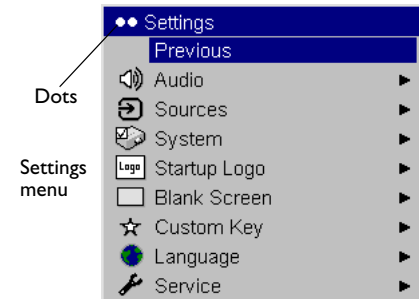 Settings
Previous
Audio
Sources
System
Logo Startup Logo
Blank Screen
Custom Key
Language
Service
Dots
Settings
menu